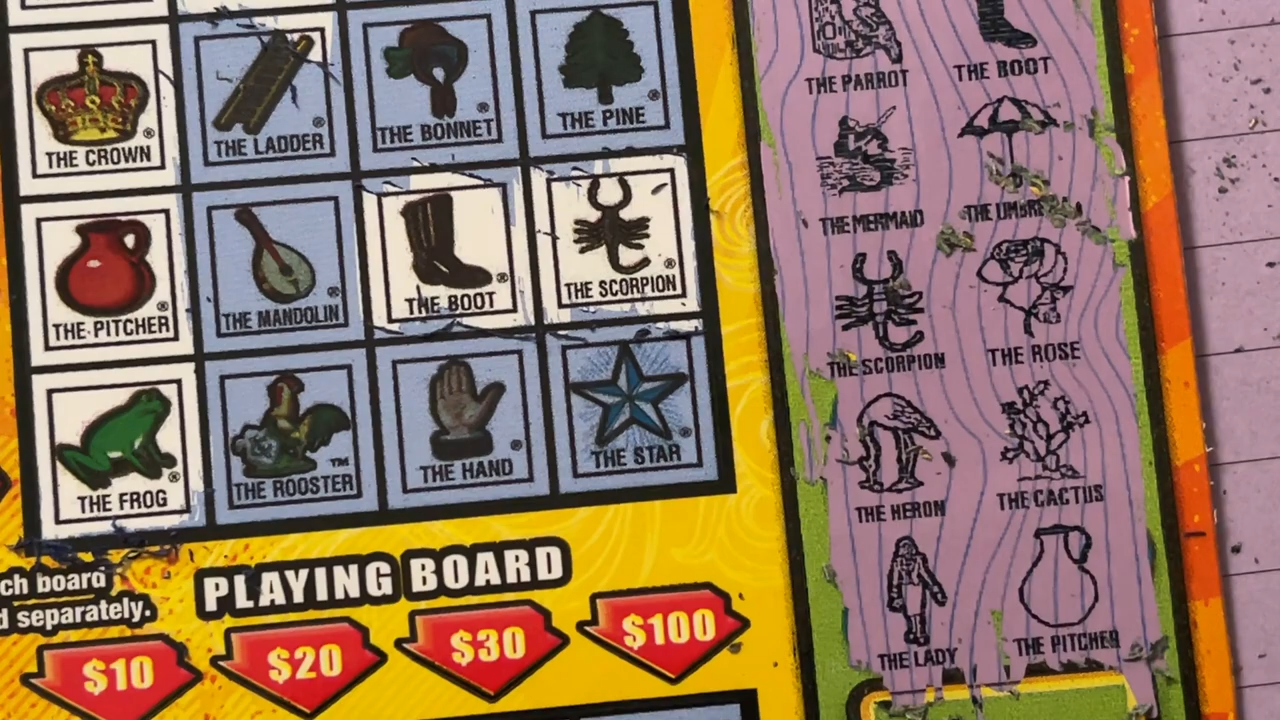 THE CROWN ®
THE LADDER ®
THE BONNET ®
THE PINE ®
THE PITCHER ®
THE MANDOLIN ®
THE BOOT ®
THE SCORPION ®
THE FROG ®
THE ROOSTER ™
THE HAND ®
THE STAR ®
ch board
d separately.
PLAYING BOARD
$10
$20
$30
$100
THE PARROT
THE BOOT
THE MERMAID
THE SCORPION
THE ROSE
THE HERON
THE CACTUS
THE LADY
THE PITCHER